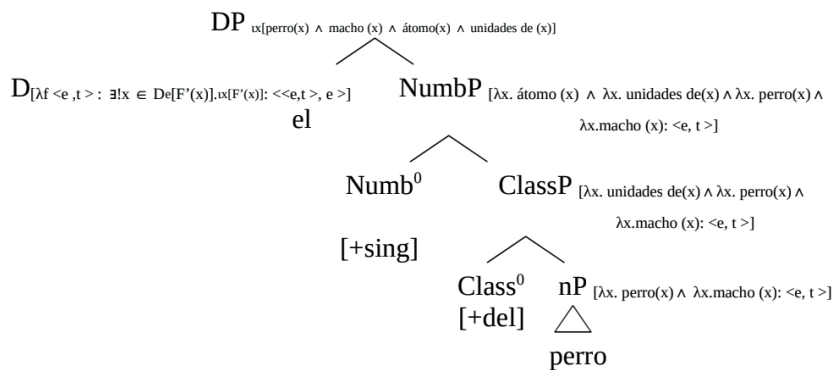 DP ιx[perro(x) ∧ macho (x) ∧ átomo(x) ∧ unidades de (x)]
D[λf <e ,t > : ∃!x ∈ De[F’(x)].ιx[F’(x)]: <<e,t >, e >] NumbP [λx. átomo (x) ∧ λx. unidades de(x) ∧ λx. perro(x) ∧
el λx.macho (x): <e, t >]
Numb⁰ ClassP [λx. unidades de(x) ∧ λx. perro(x) ∧
λx.macho (x): <e, t >]
[+sing]
Class⁰ nP [λx. perro(x) ∧ λx.macho (x): <e, t >]
[+del]
perro